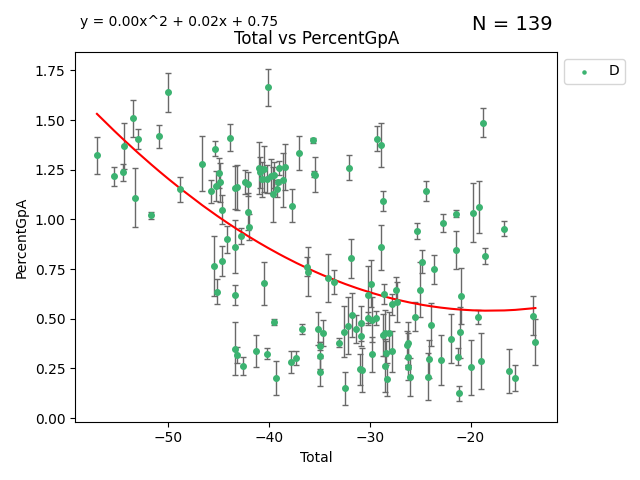 y = 0.00x^2 + 0.02x + 0.75
N = 139
Total vs PercentGpA
D
PercentGpA
1.75
1.50
1.25
1.00
0.75
0.50
0.25
0.00
−50
−40
−30
−20
Total